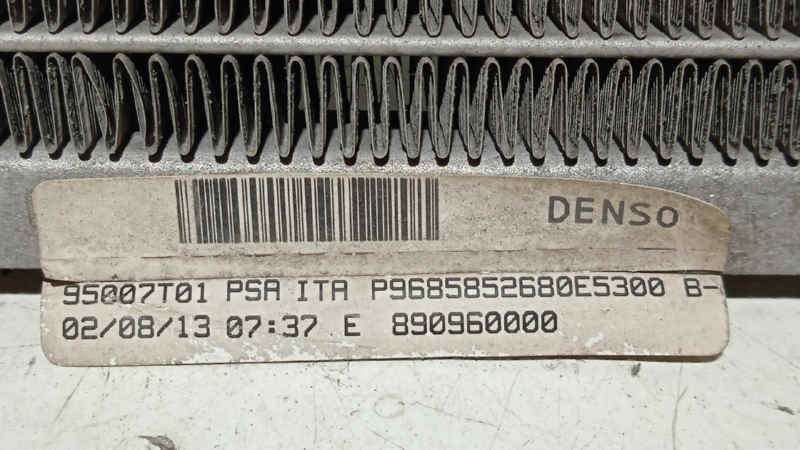 DENSO
95007T01 PSA ITA P9685852680E5300 B-
02/08/13 07:37 E 890960000